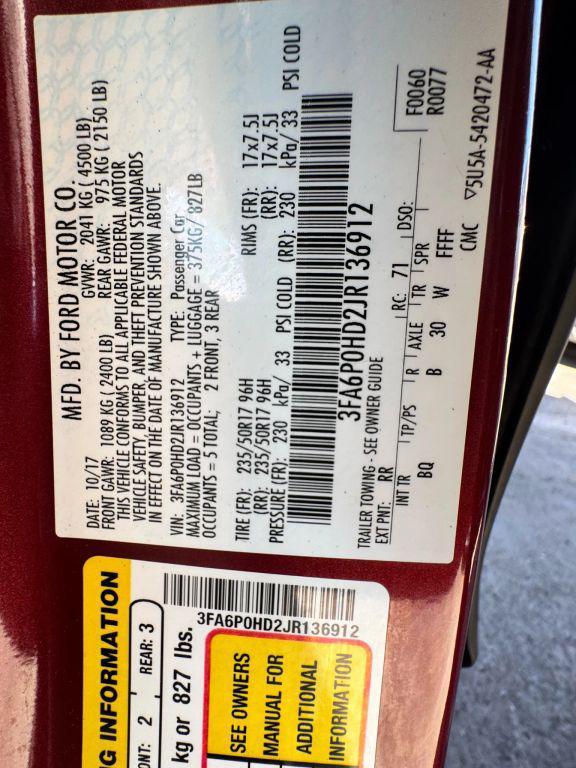 MFD. BY FORD MOTOR CO.
DATE: 10/17 GVWR: 2041 KG ( 4500 LB)
FRONT GAWR: 1089 KG ( 2400 LB) REAR GAWR: 975 KG ( 2150 LB)
THIS VEHICLE CONFORMS TO ALL APPLICABLE FEDERAL MOTOR
VEHICLE SAFETY, BUMPER, AND THEFT PREVENTION STANDARDS
IN EFFECT ON THE DATE OF MANUFACTURE SHOWN ABOVE.
VIN: 3FA6P0HD2JR136912 TYPE: Passenger Car
MAXIMUM LOAD = OCCUPANTS + LUGGAGE = 375KG/ 827LB
OCCUPANTS = 5 TOTAL; 2 FRONT, 3 REAR
TIRE (FR): 235/50R17 96H RIMS (FR): 17x7.5J
(RR): 235/50R17 96H (RR): 17x7.5J
PRESSURE (FR): 230 kPa/ 33 PSI COLD (RR): 230 kPa/ 33 PSI COLD
3FA6P0HD2JR136912
TRAILER TOWING - SEE OWNER GUIDE
EXT PNT: RR RC: 71 DSO: F0060
R0077
INT TR TP/PS R AXLE TR SPR
BQ B 30 W FFFF
CMC ▽5U5A-5420472-AA
NG INFORMATION
ONT: 2 REAR: 3
kg or 827 lbs.
3FA6P0HD2JR136912
SEE OWNERS
MANUAL FOR
ADDITIONAL
INFORMATION